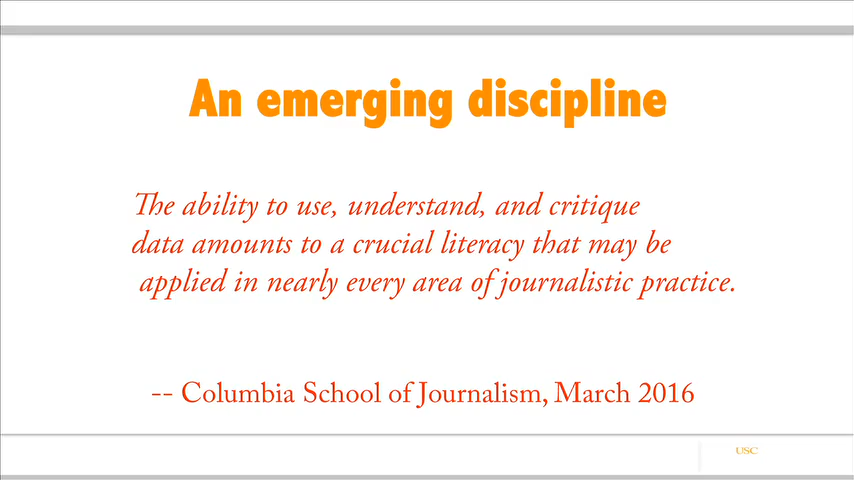 An emerging discipline
The ability to use, understand, and critique
data amounts to a crucial literacy that may be
applied in nearly every area of journalistic practice.
-- Columbia School of Journalism, March 2016
USC